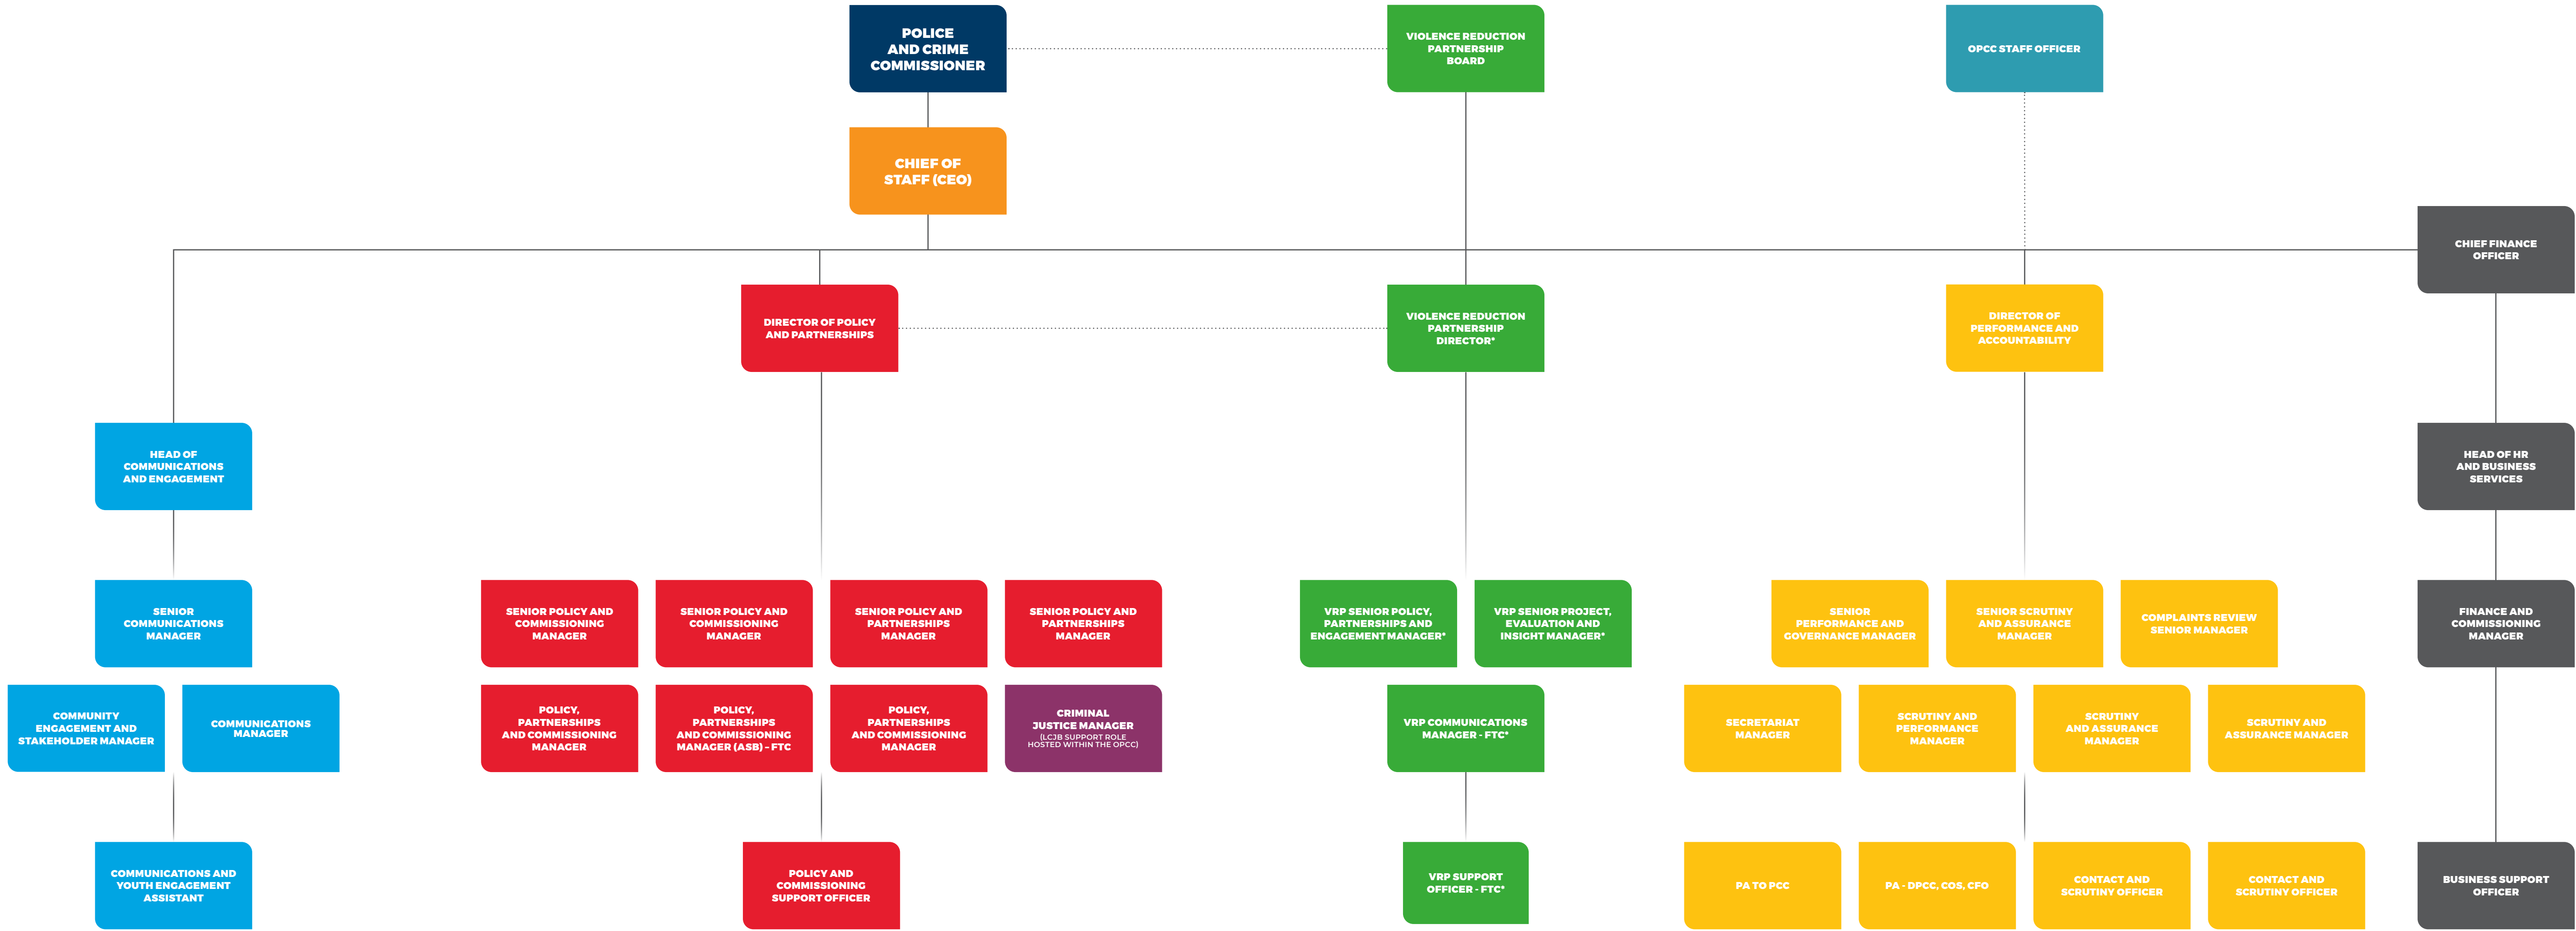 POLICE
AND CRIME
COMMISSIONER
VIOLENCE REDUCTION
PARTNERSHIP
BOARD
OPCC STAFF OFFICER
CHIEF OF
STAFF (CEO)
CHIEF FINANCE
OFFICER
DIRECTOR OF POLICY
AND PARTNERSHIPS
VIOLENCE REDUCTION
PARTNERSHIP
DIRECTOR*
DIRECTOR OF
PERFORMANCE AND
ACCOUNTABILITY
HEAD OF
COMMUNICATIONS
AND ENGAGEMENT
HEAD OF HR
AND BUSINESS
SERVICES
SENIOR
COMMUNICATIONS
MANAGER
SENIOR POLICY AND
COMMISSIONING
MANAGER
SENIOR POLICY AND
COMMISSIONING
MANAGER
SENIOR POLICY AND
PARTNERSHIPS
MANAGER
SENIOR POLICY AND
PARTNERSHIPS
MANAGER
VRP SENIOR POLICY,
PARTNERSHIPS AND
ENGAGEMENT MANAGER*
VRP SENIOR PROJECT,
EVALUATION AND
INSIGHT MANAGER*
SENIOR
PERFORMANCE AND
GOVERNANCE MANAGER
SENIOR SCRUTINY
AND ASSURANCE
MANAGER
COMPLAINTS REVIEW
SENIOR MANAGER
FINANCE AND
COMMISSIONING
MANAGER
COMMUNITY
ENGAGEMENT AND
STAKEHOLDER MANAGER
COMMUNICATIONS
MANAGER
POLICY,
PARTNERSHIPS
AND COMMISSIONING
MANAGER
POLICY,
PARTNERSHIPS
AND COMMISSIONING
MANAGER (ASB) – FTC
POLICY,
PARTNERSHIPS
AND COMMISSIONING
MANAGER
CRIMINAL
JUSTICE MANAGER
(LCJB SUPPORT ROLE
HOSTED WITHIN THE OPCC)
VRP COMMUNICATIONS
MANAGER - FTC*
SECRETARIAT
MANAGER
SCRUTINY AND
PERFORMANCE
MANAGER
SCRUTINY
AND ASSURANCE
MANAGER
SCRUTINY AND
ASSURANCE MANAGER
COMMUNICATIONS AND
YOUTH ENGAGEMENT
ASSISTANT
POLICY AND
COMMISSIONING
SUPPORT OFFICER
VRP SUPPORT
OFFICER - FTC*
PA TO PCC
PA - DPCC, COS, CFO
CONTACT AND
SCRUTINY OFFICER
CONTACT AND
SCRUTINY OFFICER
BUSINESS SUPPORT
OFFICER